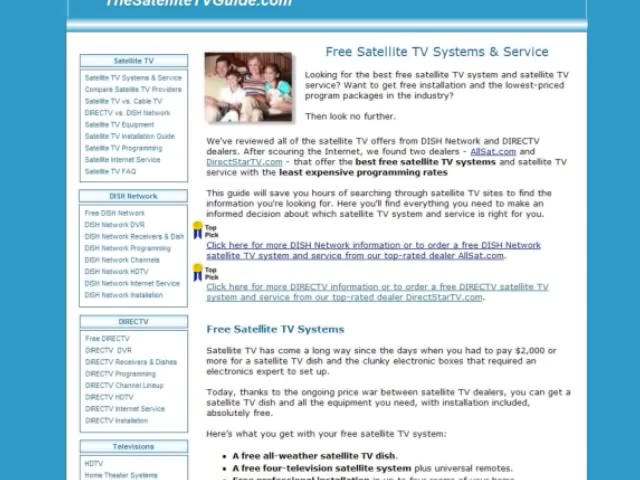 TheSatelliteTVGuide.com
Satellite TV
Satellite TV Systems & Service
Compare Satellite TV Providers
Satellite TV vs. Cable TV
DIRECTV vs. DISH Network
Satellite TV Equipment
Satellite TV Installation Guide
Satellite TV Programming
Satellite Internet Service
Satellite TV FAQ
DISH Network
Free DISH Network
DISH Network DVR
DISH Network Receivers & Dish
DISH Network Programming
DISH Network Channels
DISH Network HDTV
DISH Network Internet Service
DISH Network Installation
DIRECTV
Free DIRECTV
DIRECTV DVR
DIRECTV Receivers & Dishes
DIRECTV Programming
DIRECTV Channel Lineup
DIRECTV HDTV
DIRECTV Internet Service
DIRECTV Installation
Televisions
HDTV
Home Theater Systems
Free Satellite TV Systems & Service
Looking for the best free satellite TV system and satellite TV
service? Want to get free installation and the lowest-priced
program packages in the industry?
Then look no further.
We've reviewed all of the satellite TV offers from DISH Network and DIRECTV
dealers. After scouring the Internet, we found two dealers - AllSat.com and
DirectStarTV.com - that offer the best free satellite TV systems and satellite TV
service with the least expensive programming rates
This guide will save you hours of searching through satellite TV sites to find the
information you're looking for. Here you'll find everything you need to make an
informed decision about which satellite TV system and service is right for you.
Top
Pick
Click here for more DISH Network information or to order a free DISH Network
satellite TV system and service from our top-rated dealer AllSat.com.
Top
Pick
Click here for more DIRECTV information or to order a free DIRECTV satellite
TV system and service from our top-rated dealer DirectStarTV.com.
Free Satellite TV Systems
Satellite TV has come a long way since the days when you had to pay $2,000 or
more for a satellite TV dish and the clunky electronic boxes that required an
electronics expert to set up.
Today, thanks to the ongoing price war between satellite TV dealers, you can get a
satellite TV dish and all the equipment you need, with installation included,
absolutely free.
Here's what you get with your free satellite TV system:
• A free all-weather satellite TV dish.
• A free four-television satellite system plus universal remotes.
• Free professional installation in up to four rooms of your home.